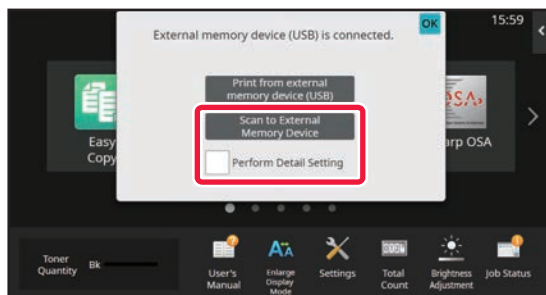 External memory device (USB) is connected.
OK
15:59
Print from external
memory device (USB)
Scan to External
Memory Device
Perform Detail Setting
Easy
Copy
SA
arp OSA
Toner
Quantity
Bk
User's
Manual
Enlarge
Display
Mode
Settings
Total
Count
Brightness
Adjustment
Job Status